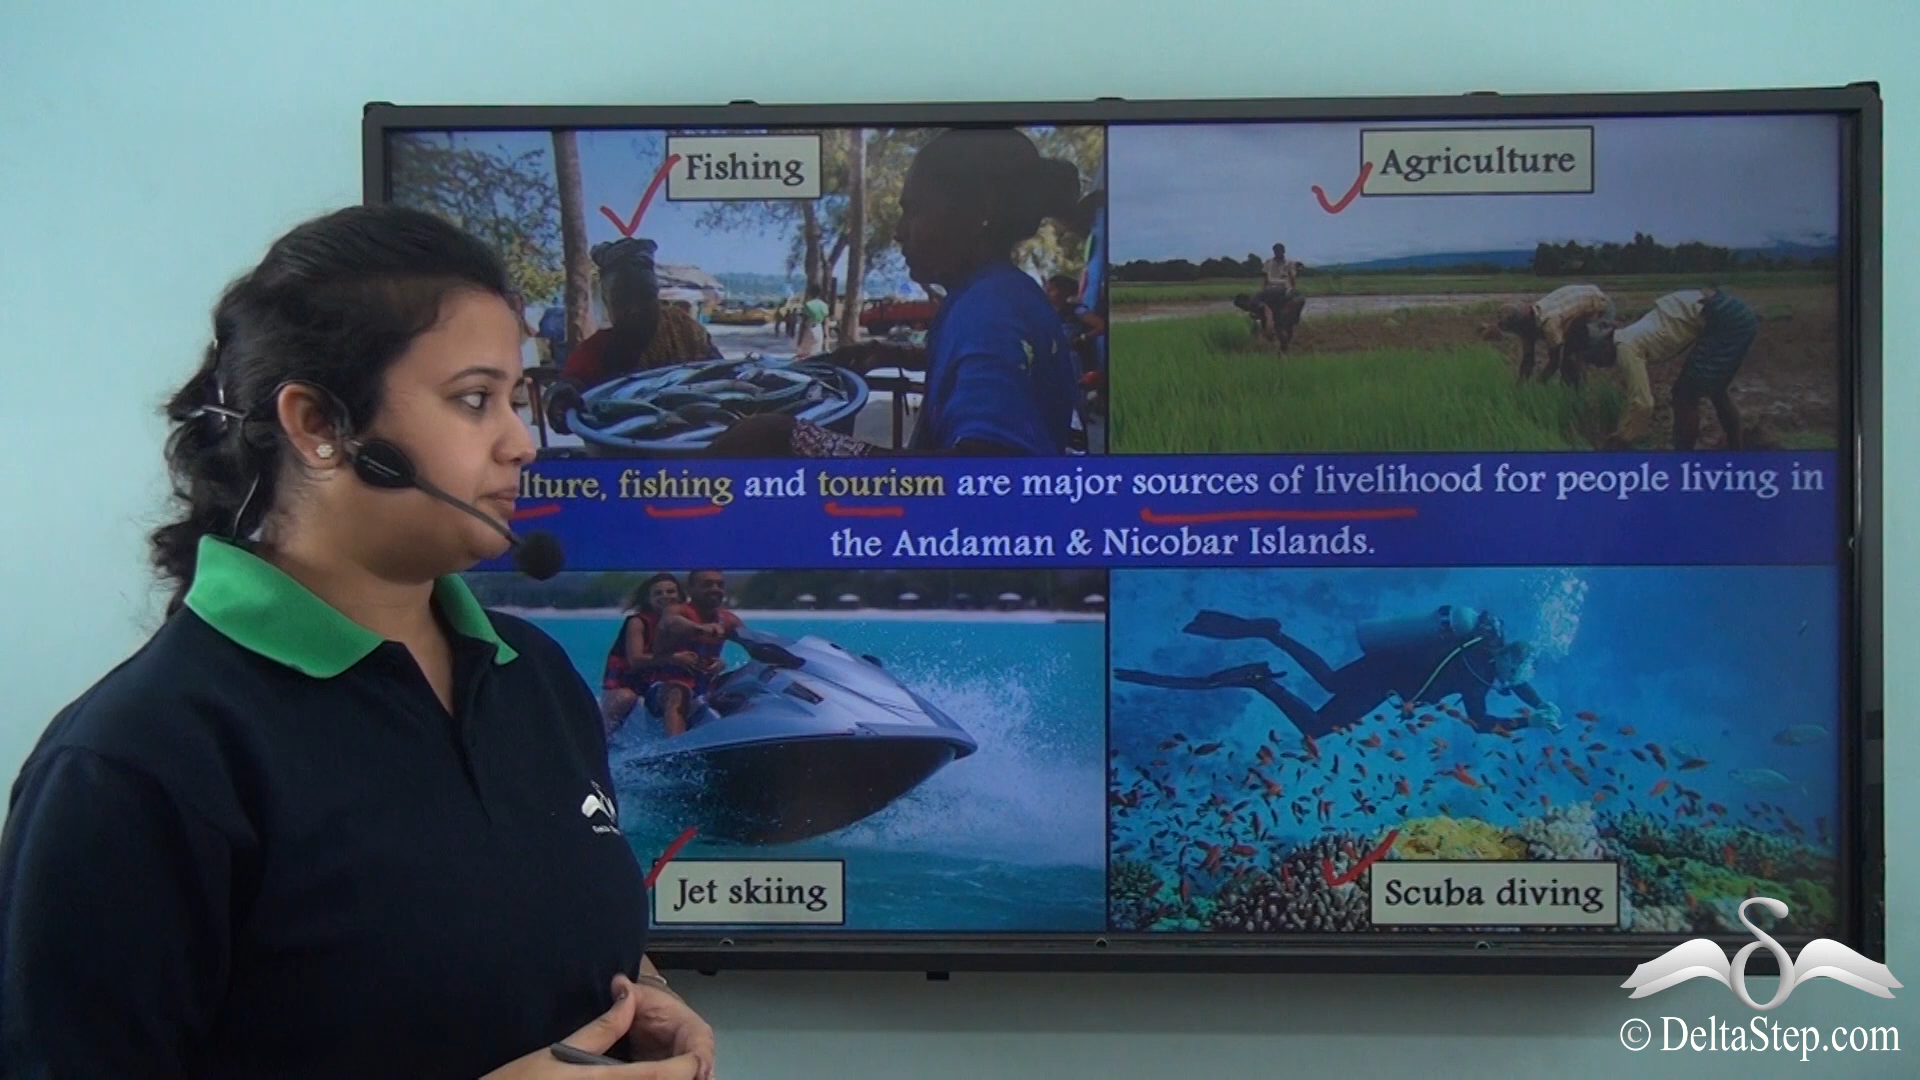 Fishing
Agriculture
lture, fishing and tourism are major sources of livelihood for people living in
the Andaman & Nicobar Islands.
Jet skiing
Scuba diving
© DeltaStep.com